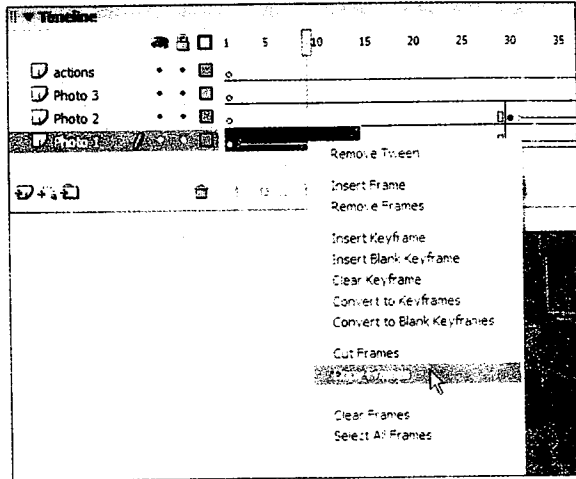 Timeline
1 5 10 15 20 25 30 35
actions
Photo 3
Photo 2
Photo 1
Remove Tween
Insert Frame
Remove Frames
Insert Keyframe
Insert Blank Keyframe
Clear Keyframe
Convert to Keyframes
Convert to Blank Keyframes
Cut Frames
Clear Frames
Select All Frames